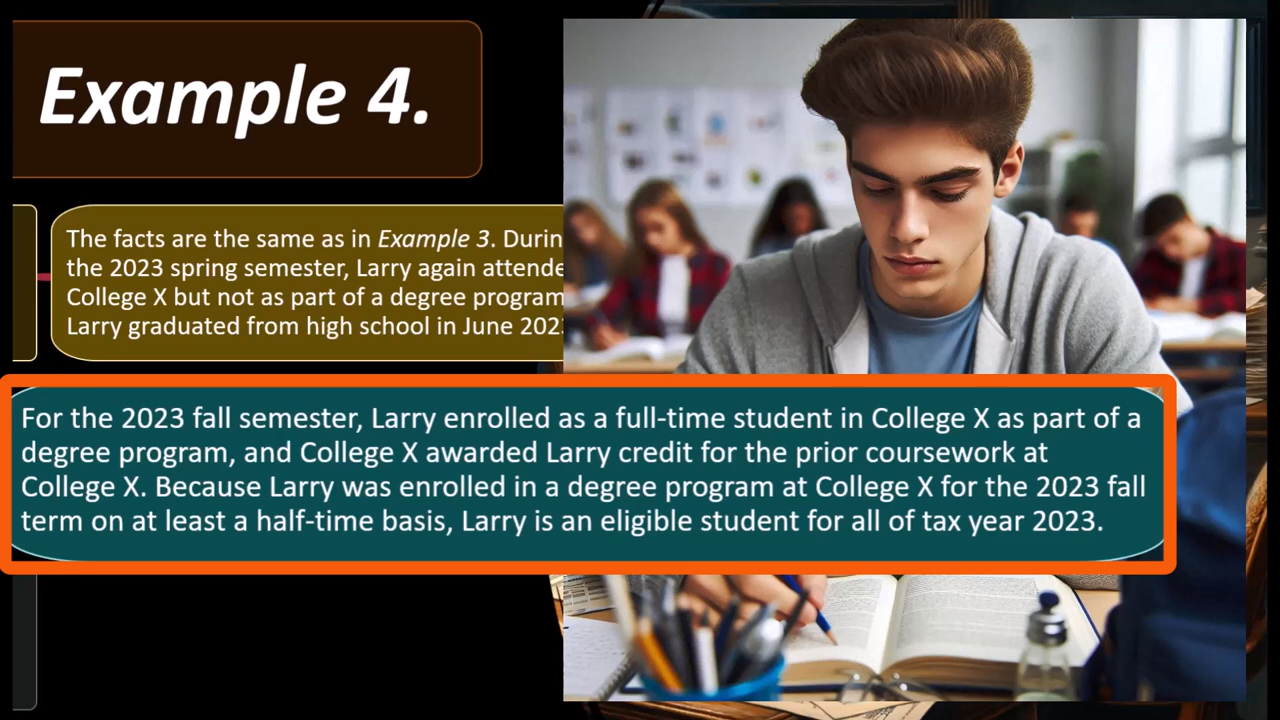 Example 4.
The facts are the same as in Example 3. Durin
the 2023 spring semester, Larry again attende
College X but not as part of a degree program
Larry graduated from high school in June 202
For the 2023 fall semester, Larry enrolled as a full-time student in College X as part of a
degree program, and College X awarded Larry credit for the prior coursework at
College X. Because Larry was enrolled in a degree program at College X for the 2023 fall
term on at least a half-time basis, Larry is an eligible student for all of tax year 2023.